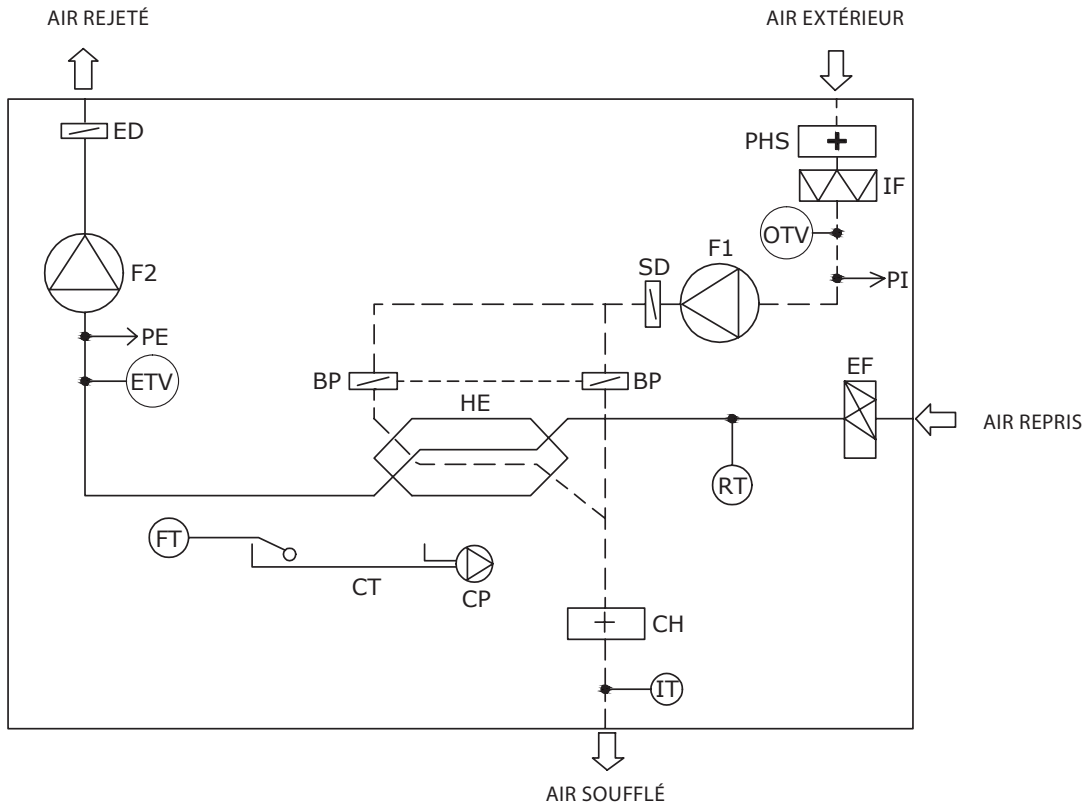 AIR REJETÉ
AIR EXTÉRIEUR
ED
PHS
IF
OTV
F1
SD
F2
PI
PE
ETV
BP
BP
EF
HE
AIR REPRIS
RT
FT
CT
CP
CH
IT
AIR SOUFFLÉ